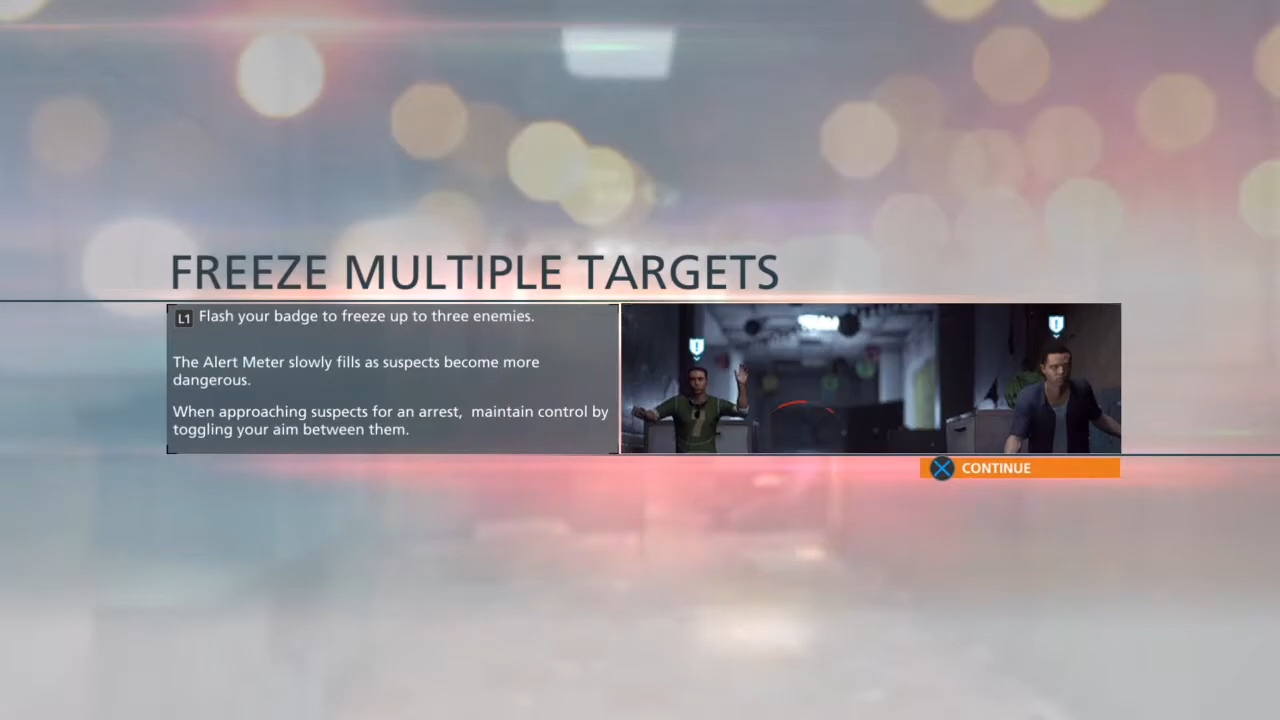 FREEZE MULTIPLE TARGETS
L1 Flash your badge to freeze up to three enemies.
The Alert Meter slowly fills as suspects become more
dangerous.
When approaching suspects for an arrest, maintain control by
toggling your aim between them.
CONTINUE